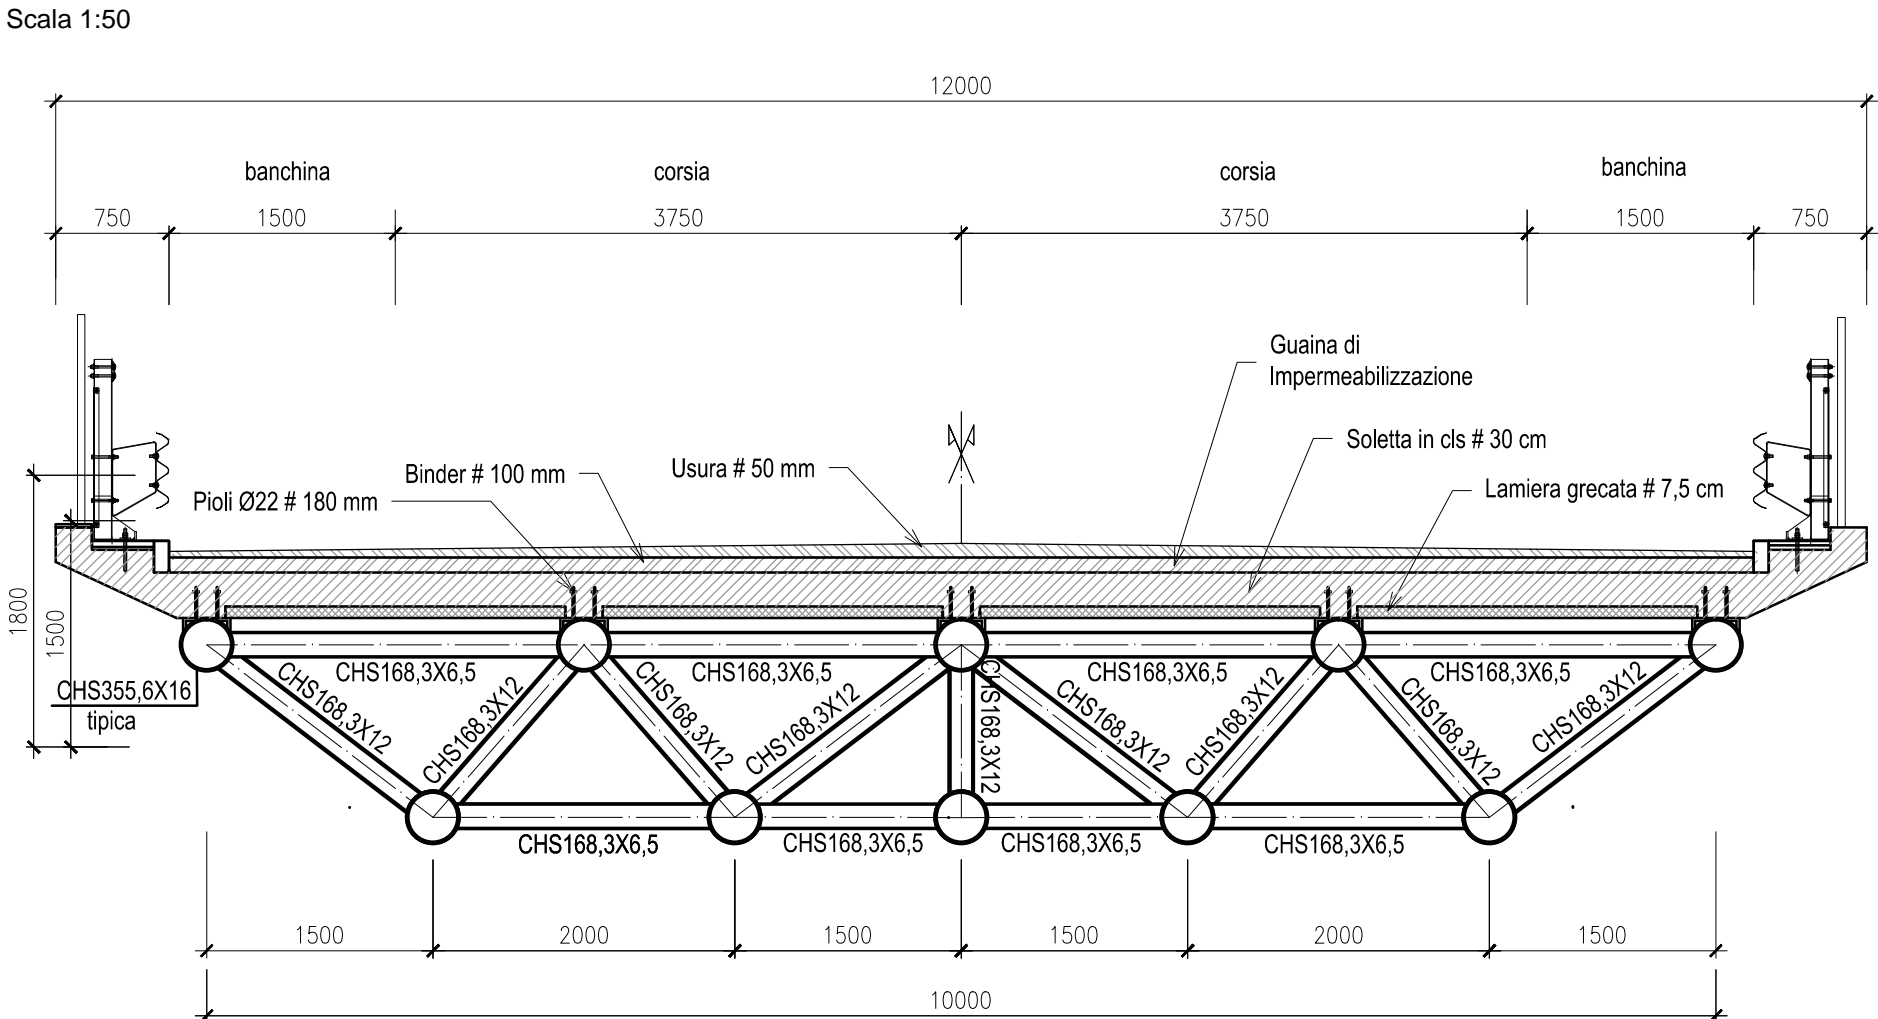 Scala 1:50
12000
banchina
corsia
corsia
banchina
750
1500
3750
3750
1500
750
Guaina di
Impermeabilizzazione
Soletta in cls # 30 cm
Usura # 50 mm
Binder # 100 mm
Lamiera grecata # 7,5 cm
Pioli Ø22 # 180 mm
1800
1500
CHS168,3X6,5
CHS168,3X6,5
CHS168,3X6,5
CHS168,3X6,5
CHS355,6X16
tipica
CHS168,3X12
CHS168,3X12
CHS168,3X12
CHS168,3X12
CHS168,3X12
CHS168,3X12
CHS168,3X12
CHS168,3X12
CHS168,3X12
CHS168,3X6,5
CHS168,3X6,5
CHS168,3X6,5
CHS168,3X6,5
1500
2000
1500
1500
2000
1500
10000